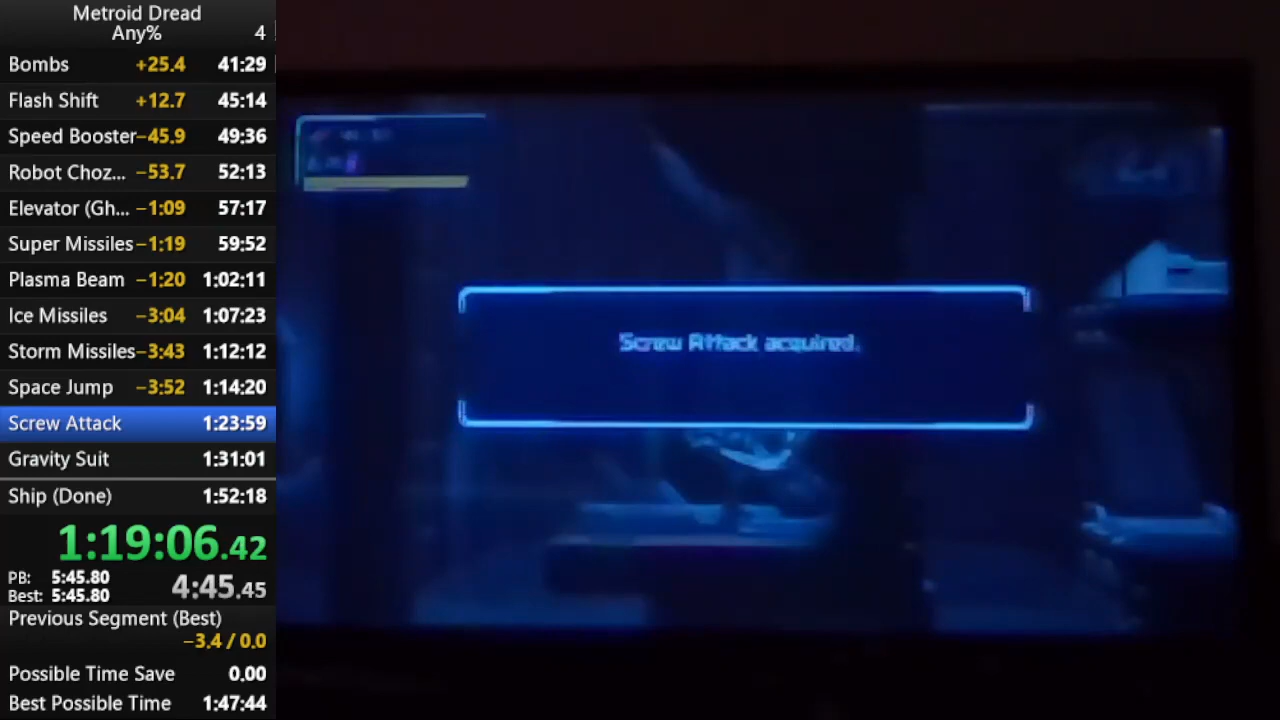 Metroid Dread
Any% 4
Bombs +25.4 41:29
Flash Shift +12.7 45:14
Speed Booster −45.9 49:36
Robot Choz... −53.7 52:13
Elevator (Gh... −1:09 57:17
Super Missiles −1:19 59:52
Plasma Beam −1:20 1:02:11
Ice Missiles −3:04 1:07:23
Storm Missiles −3:43 1:12:12
Space Jump −3:52 1:14:20
Screw Attack 1:23:59
Gravity Suit 1:31:01
Ship (Done) 1:52:18
1:19:06.42
PB: 5:45.80
Best: 5:45.80
4:45.45
Previous Segment (Best)
−3.4 / 0.0
Possible Time Save 0.00
Best Possible Time 1:47:44
Screw Attack acquired.